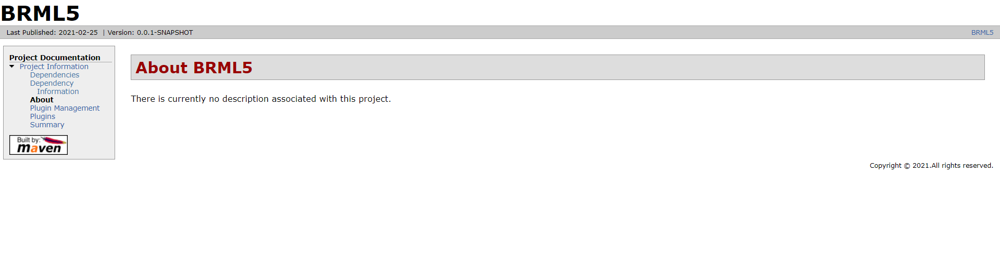 BRML5
Last Published: 2021-02-25 | Version: 0.0.1-SNAPSHOT
BRML5
Project Documentation
Project Information
Dependencies
Dependency
Information
About
Plugin Management
Plugins
Summary
Built by:
maven
About BRML5
There is currently no description associated with this project.
Copyright © 2021.All rights reserved.